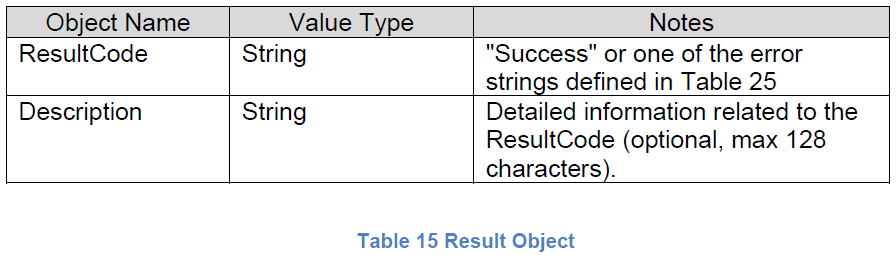 Object Name Value Type Notes
ResultCode String "Success" or one of the error
strings defined in Table 25
Description String Detailed information related to the
ResultCode (optional, max 128
characters).
Table 15 Result Object